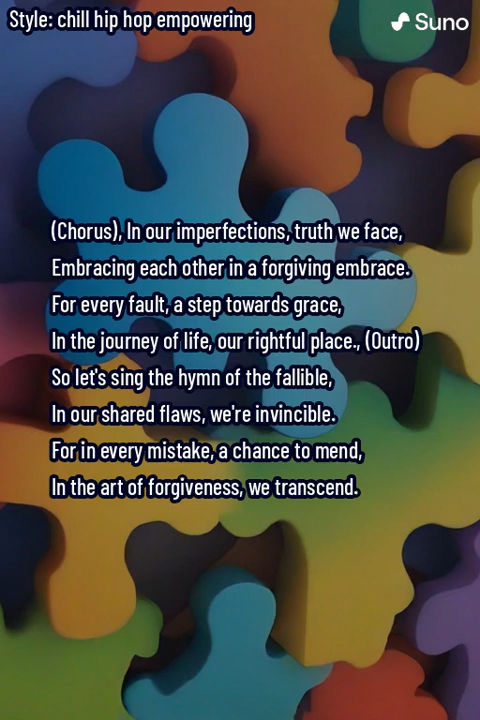 Style: chill hip hop empowering
Suno
(Chorus), In our imperfections, truth we face,
Embracing each other in a forgiving embrace.
For every fault, a step towards grace,
In the journey of life, our rightful place., (Outro)
So let's sing the hymn of the fallible,
In our shared flaws, we're invincible.
For in every mistake, a chance to mend,
In the art of forgiveness, we transcend.